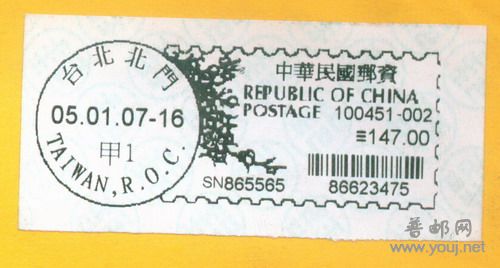 台北北門
05.01.07-16
甲1
TAIWAN, R.O.C.
中華民國郵資
REPUBLIC OF CHINA
POSTAGE 100451-002
≡147.00
SN865565
86623475
普邮网
www.youj.net